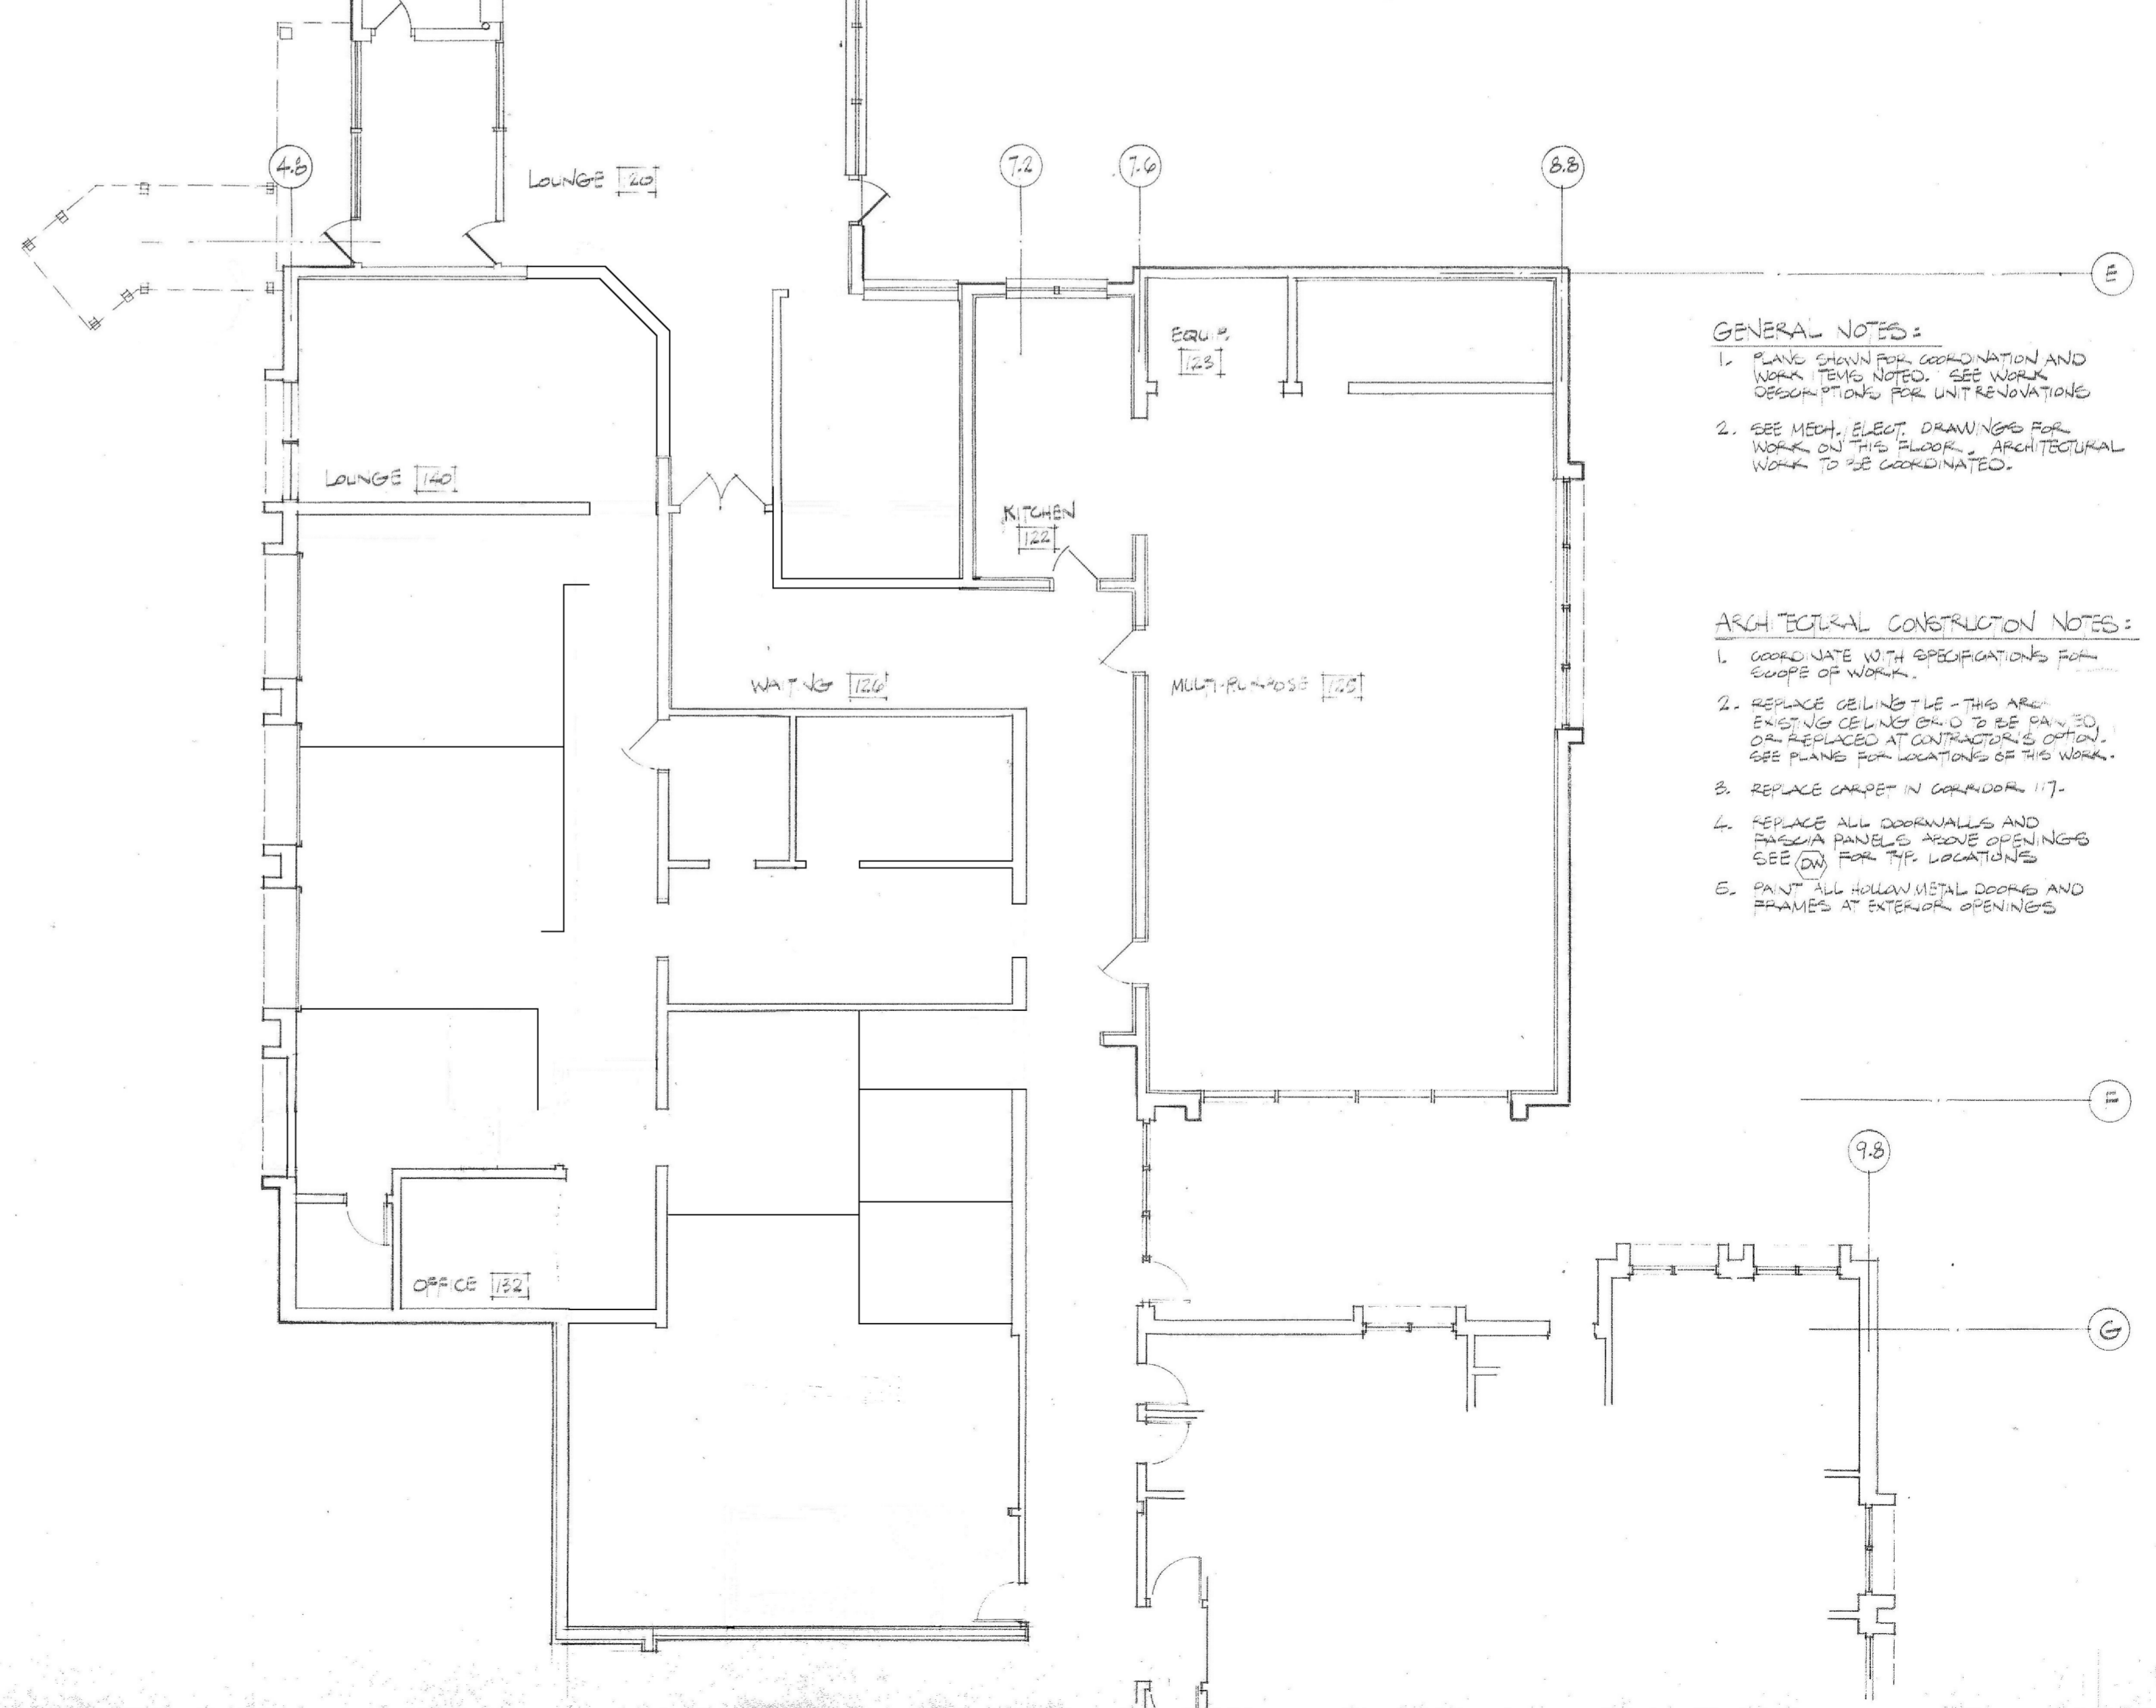 4.8
7.2
7.6
8.8
LOUNGE 120
E
EQUIP.
123
LOUNGE 140
KITCHEN
122
WAITING 126
MULTI-PURPOSE 125
OFFICE 132
GENERAL NOTES:
1. PLANS SHOWN FOR COORDINATION AND
WORK ITEMS NOTED. SEE WORK
DESCRIPTIONS FOR UNIT RENOVATIONS
2. SEE MECH./ELECT. DRAWINGS FOR
WORK ON THIS FLOOR. ARCHITECTURAL
WORK TO BE COORDINATED.
ARCHITECTURAL CONSTRUCTION NOTES:
1. COORDINATE WITH SPECIFICATIONS FOR
SCOPE OF WORK.
2. REPLACE CEILING TILE - THIS AREA
EXISTING CEILING GRID TO BE PAINTED,
OR REPLACED AT CONTRACTOR'S OPTION.
SEE PLANS FOR LOCATIONS OF THIS WORK.
3. REPLACE CARPET IN CORRIDOR 117.
4. REPLACE ALL DOORWALLS AND
FASCIA PANELS ABOVE OPENINGS
SEE DW FOR TYP. LOCATIONS
5. PAINT ALL HOLLOW METAL DOORS AND
FRAMES AT EXTERIOR OPENINGS
F
9.8
G